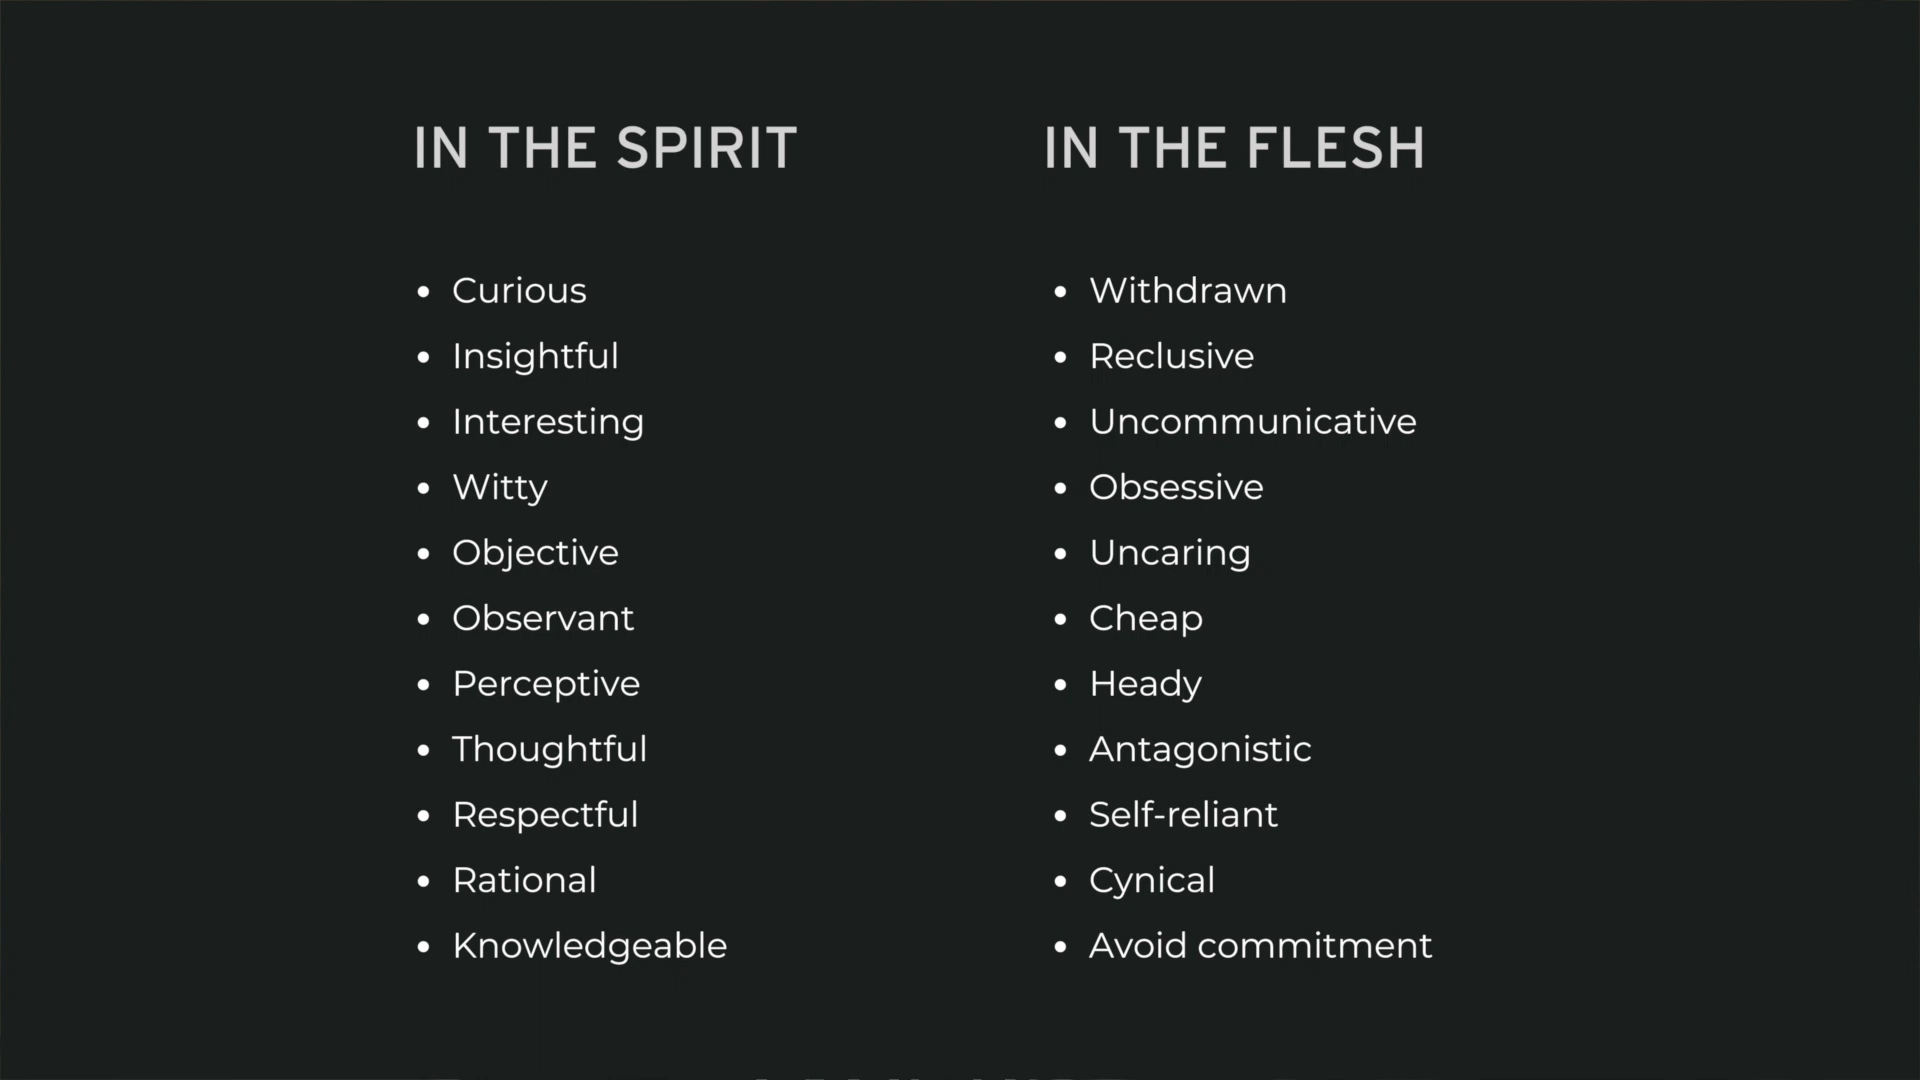 IN THE SPIRIT
• Curious
• Insightful
• Interesting
• Witty
• Objective
• Observant
• Perceptive
• Thoughtful
• Respectful
• Rational
• Knowledgeable
IN THE FLESH
• Withdrawn
• Reclusive
• Uncommunicative
• Obsessive
• Uncaring
• Cheap
• Heady
• Antagonistic
• Self-reliant
• Cynical
• Avoid commitment